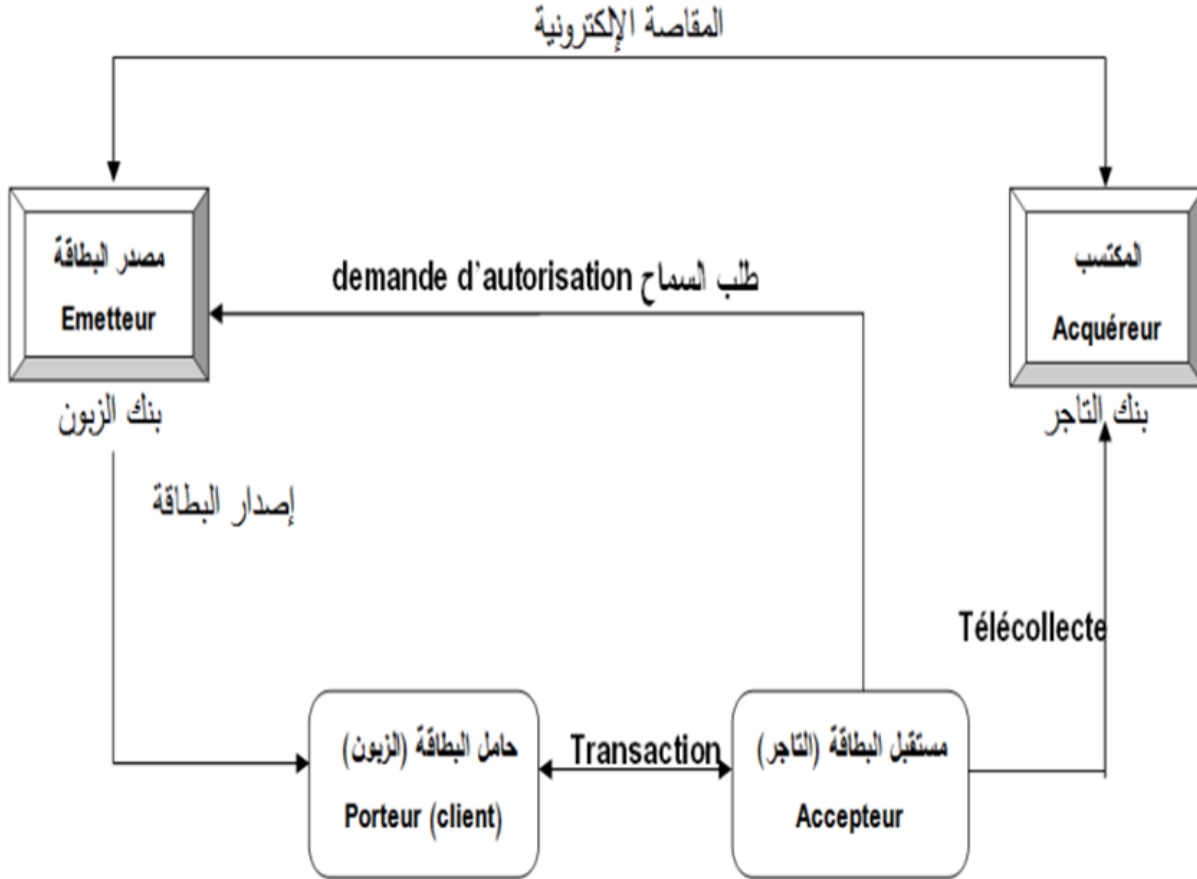 المقاصة الإلكترونية
مصدر البطاقة
Emetteur
بنك الزبون
المكتسب
Acquéreur
بنك التاجر
demande d'autorisation طلب السماح
إصدار البطاقة
Télécollecte
حامل البطاقة (الزبون)
Porteur (client)
Transaction
مستقبل البطاقة (التاجر)
Accepteur